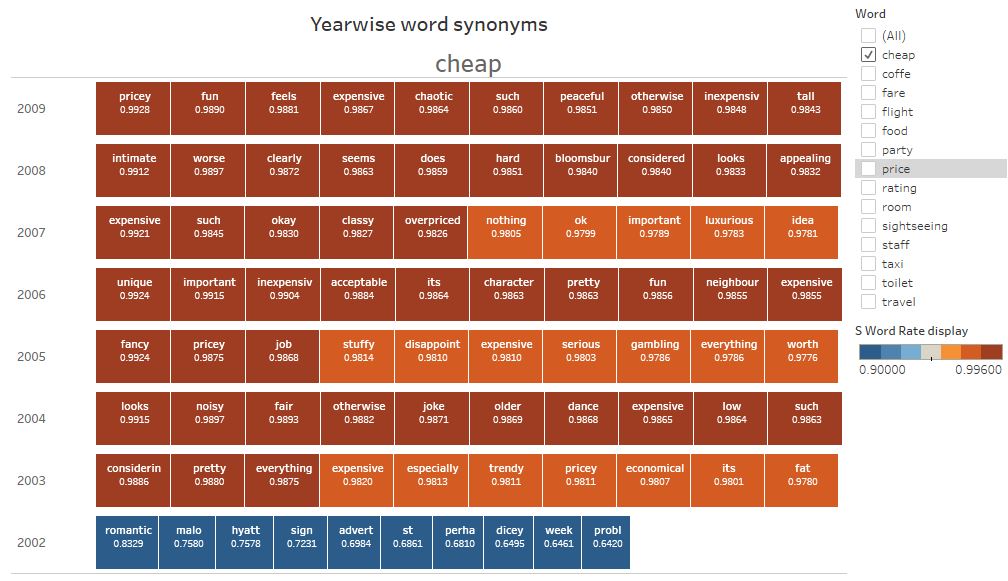 Yearwise word synonyms
cheap
2009
pricey fun feels expensive chaotic such peaceful otherwise inexpensiv tall
0.9928 0.9890 0.9881 0.9867 0.9864 0.9860 0.9851 0.9850 0.9848 0.9843
2008
intimate worse clearly seems does hard bloomsbur considered looks appealing
0.9912 0.9897 0.9872 0.9863 0.9859 0.9851 0.9840 0.9840 0.9833 0.9832
2007
expensive such okay classy overpriced nothing ok important luxurious idea
0.9921 0.9845 0.9830 0.9827 0.9826 0.9805 0.9799 0.9789 0.9783 0.9781
2006
unique important inexpensiv acceptable its character pretty fun neighbour expensive
0.9924 0.9915 0.9904 0.9884 0.9864 0.9863 0.9863 0.9856 0.9855 0.9855
2005
fancy pricey job stuffy disappoint expensive serious gambling everything worth
0.9924 0.9875 0.9868 0.9814 0.9810 0.9810 0.9803 0.9786 0.9786 0.9776
2004
looks noisy fair otherwise joke older dance expensive low such
0.9915 0.9897 0.9893 0.9882 0.9871 0.9869 0.9868 0.9865 0.9864 0.9863
2003
considerin pretty everything expensive especially trendy pricey economical its fat
0.9886 0.9880 0.9875 0.9820 0.9813 0.9811 0.9811 0.9807 0.9801 0.9780
2002
romantic malo hyatt sign advert st perha dicey week probl
0.8329 0.7580 0.7578 0.7231 0.6984 0.6861 0.6810 0.6495 0.6461 0.6420
Word
(All)
cheap
coffe
fare
flight
food
party
price
rating
room
sightseeing
staff
taxi
toilet
travel
S Word Rate display
0.90000 0.99600